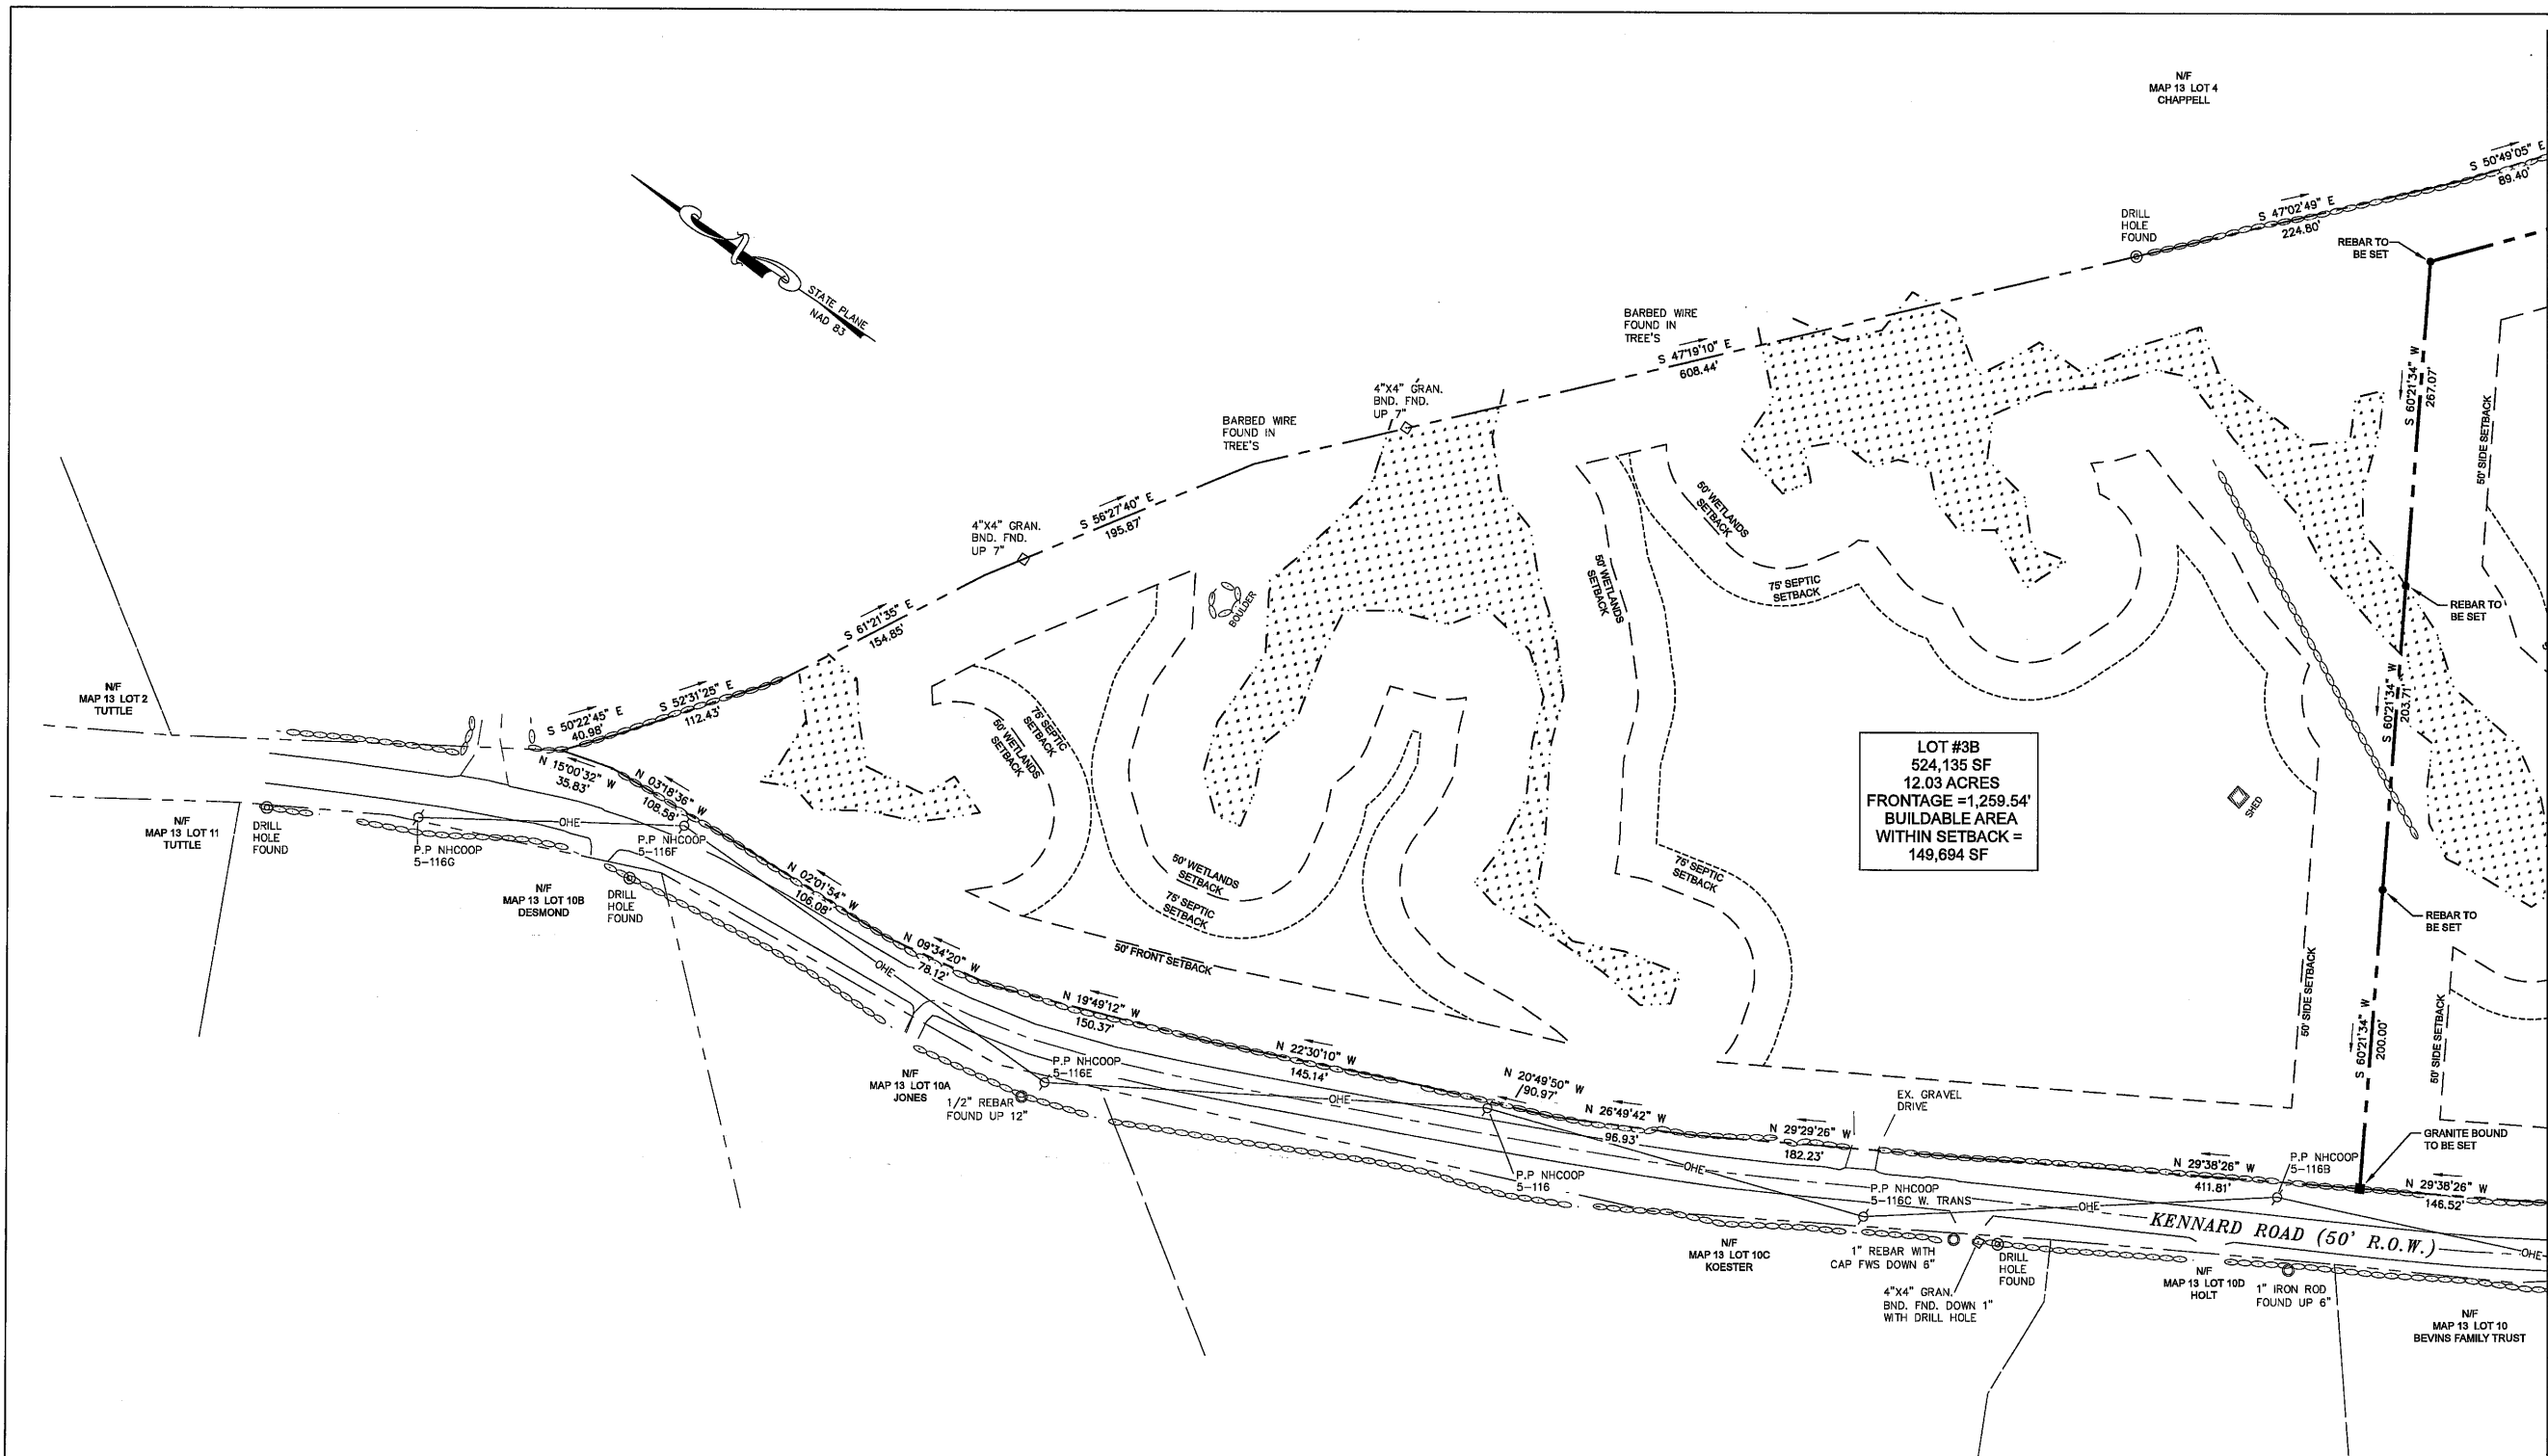 N/F
MAP 13 LOT 4
CHAPPELL
S 50°49'05" E
89.40'
S 47°02'49" E
224.80'
DRILL
HOLE
FOUND
REBAR TO
BE SET
STATE PLANE
NAD 83
BARBED WIRE
FOUND IN
TREE'S
S 47°19'10" E
608.44'
4"X4" GRAN.
BND. FND.
UP 7"
BARBED WIRE
FOUND IN
TREE'S
S 56°27'40" E
195.87'
4"X4" GRAN.
BND. FND.
UP 7"
S 61°21'35" E
154.85'
S 52°31'25" E
112.43'
S 50°22'45" E
40.98'
N/F
MAP 13 LOT 2
TUTTLE
BOULDER
50' WETLANDS
SETBACK
75' SEPTIC
SETBACK
50' WETLANDS
SETBACK
75' SEPTIC
SETBACK
50' WETLANDS
SETBACK
S 60°21'34" W
267.07'
50' SIDE SETBACK
REBAR TO
BE SET
S 60°21'34" W
203.71'
LOT #3B
524,135 SF
12.03 ACRES
FRONTAGE =1,259.54'
BUILDABLE AREA
WITHIN SETBACK =
149,694 SF
SHED
50' WETLANDS
SETBACK
75' SEPTIC
SETBACK
75' SEPTIC
SETBACK
50' FRONT SETBACK
REBAR TO
BE SET
50' SIDE SETBACK
S 60°21'34" W
200.00'
50' SIDE SETBACK
N 15°00'32" W
35.83'
N 03°18'36" W
108.58'
N 02°01'54" W
106.08'
N 09°34'20" W
78.12'
N 19°49'12" W
150.37'
N 22°30'10" W
145.14'
N 20°49'50" W
90.97'
N 26°49'42" W
96.93'
N 29°29'26" W
182.23'
EX. GRAVEL
DRIVE
N 29°38'26" W
411.81'
GRANITE BOUND
TO BE SET
P.P NHCOOP
5-116B
N 29°38'26" W
146.52'
N/F
MAP 13 LOT 11
TUTTLE
DRILL
HOLE
FOUND
P.P NHCOOP
5-116G
OHE
P.P NHCOOP
5-116F
N/F
MAP 13 LOT 10B
DESMOND
DRILL
HOLE
FOUND
OHE
N/F
MAP 13 LOT 10A
JONES
1/2" REBAR
FOUND UP 12"
P.P NHCOOP
5-116E
OHE
P.P NHCOOP
5-116
OHE
P.P NHCOOP
5-116C W. TRANS
OHE
KENNARD ROAD (50' R.O.W.)
OHE
N/F
MAP 13 LOT 10C
KOESTER
1" REBAR WITH
CAP FWS DOWN 6"
4"X4" GRAN.
BND. FND. DOWN 1"
WITH DRILL HOLE
DRILL
HOLE
FOUND
N/F
MAP 13 LOT 10D
HOLT
1" IRON ROD
FOUND UP 6"
N/F
MAP 13 LOT 10
BEVINS FAMILY TRUST